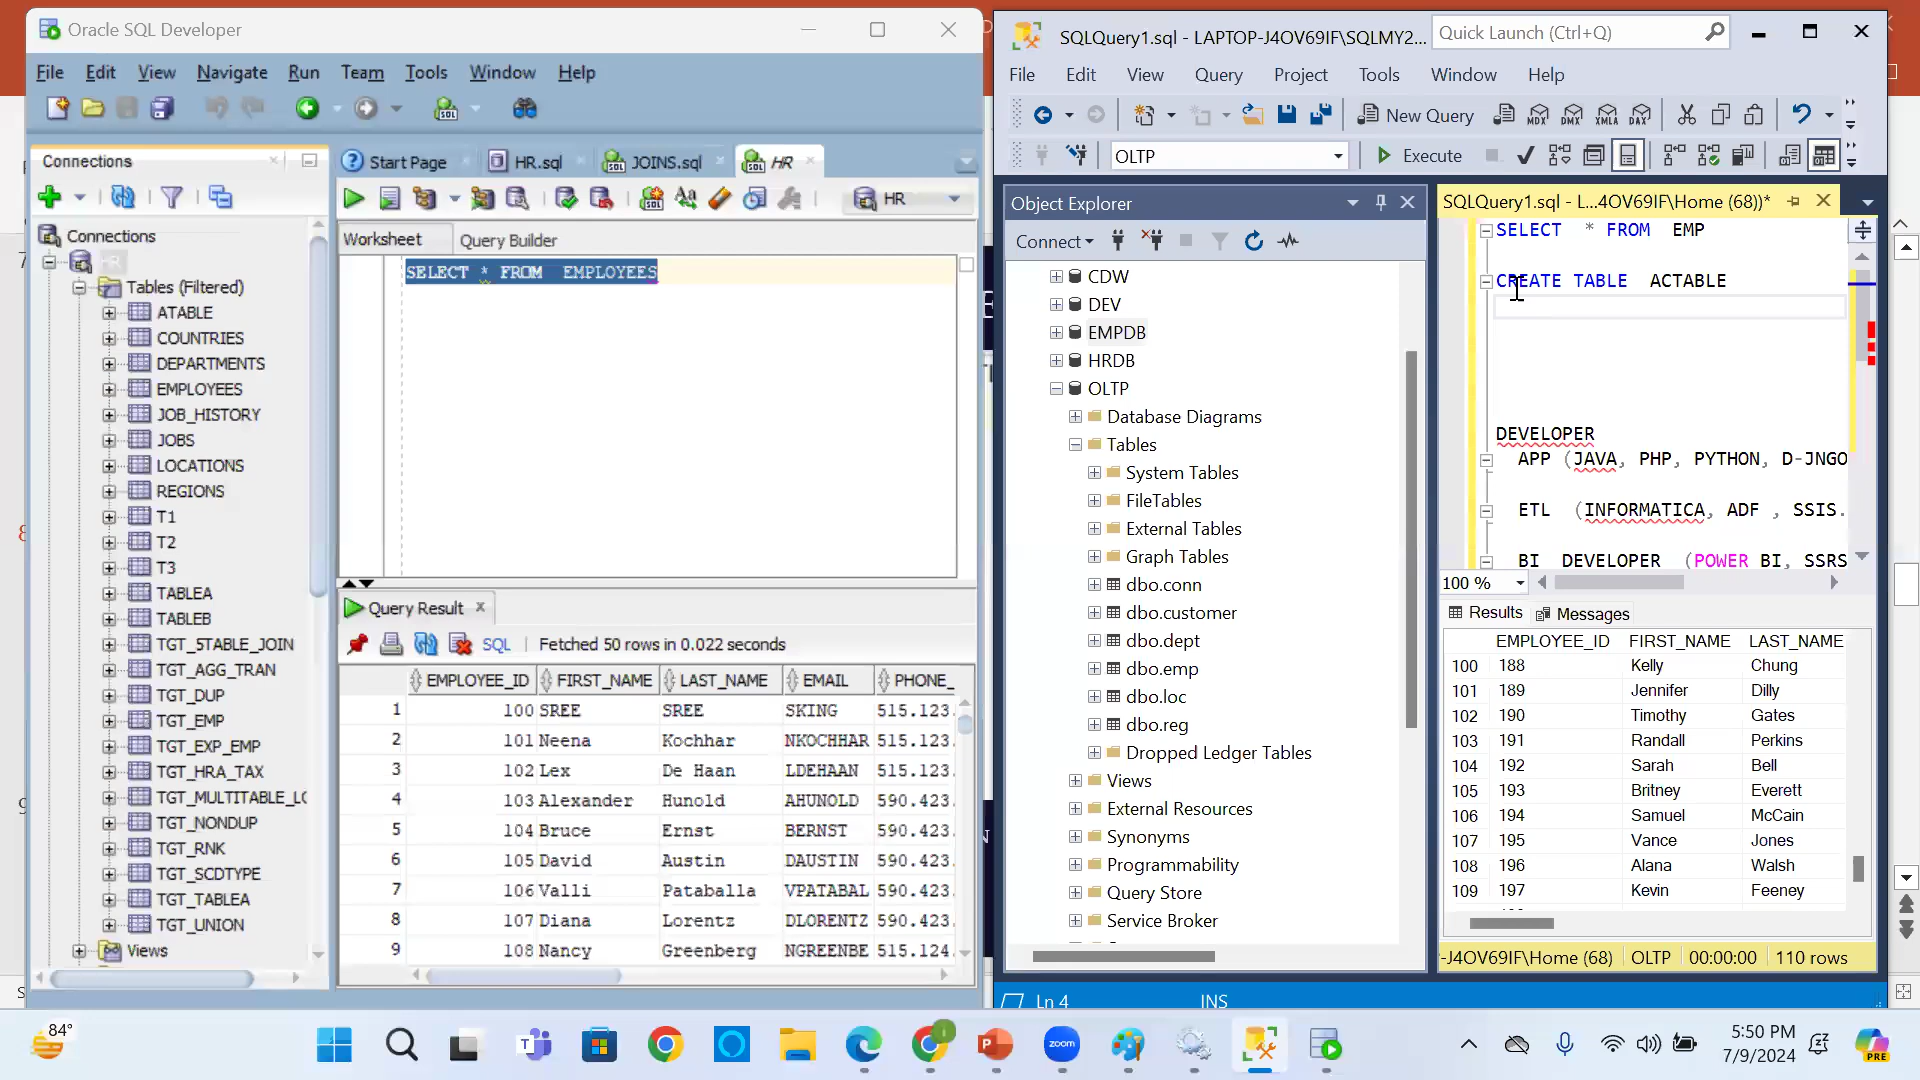 Oracle SQL Developer
File Edit View Navigate Run Team Tools Window Help
Connections
Start Page
HR.sql
JOINS.sql
HR
HR
Connections
Tables (Filtered)
ATABLE
COUNTRIES
DEPARTMENTS
EMPLOYEES
JOB_HISTORY
JOBS
LOCATIONS
REGIONS
T1
T2
T3
TABLEA
TABLEB
TGT_5TABLE_JOIN
TGT_AGG_TRAN
TGT_DUP
TGT_EMP
TGT_EXP_EMP
TGT_HRA_TAX
TGT_MULTITABLE_LO
TGT_NONDUP
TGT_RNK
TGT_SCDTYPE
TGT_TABLEA
TGT_UNION
Views
Worksheet Query Builder
SELECT * FROM EMPLOYEES
Query Result
SQL | Fetched 50 rows in 0.022 seconds
EMPLOYEE_ID FIRST_NAME LAST_NAME EMAIL PHONE_
1 100 SREE SREE SKING 515.123.
2 101 Neena Kochhar NKOCHHAR 515.123.
3 102 Lex De Haan LDEHAAN 515.123.
4 103 Alexander Hunold AHUNOLD 590.423.
5 104 Bruce Ernst BERNST 590.423.
6 105 David Austin DAUSTIN 590.423.
7 106 Valli Pataballa VPATABAL 590.423.
8 107 Diana Lorentz DLORENTZ 590.423.
9 108 Nancy Greenberg NGREENBE 515.124.
SQLQuery1.sql - LAPTOP-J4OV69IF\SQLMY2...
Quick Launch (Ctrl+Q)
File Edit View Query Project Tools Window Help
New Query
MDX DMX XMLA DAX
OLTP
Execute
Object Explorer
Connect
CDW
DEV
EMPDB
HRDB
OLTP
Database Diagrams
Tables
System Tables
FileTables
External Tables
Graph Tables
dbo.conn
dbo.customer
dbo.dept
dbo.emp
dbo.loc
dbo.reg
Dropped Ledger Tables
Views
External Resources
Synonyms
Programmability
Query Store
Service Broker
SQLQuery1.sql - L...4OV69IF\Home (68))*
SELECT * FROM EMP
CREATE TABLE ACTABLE
DEVELOPER
APP (JAVA, PHP, PYTHON, D-JNGO
ETL (INFORMATICA, ADF , SSIS.
BI DEVELOPER (POWER BI, SSRS
100 %
Results Messages
EMPLOYEE_ID FIRST_NAME LAST_NAME
100 188 Kelly Chung
101 189 Jennifer Dilly
102 190 Timothy Gates
103 191 Randall Perkins
104 192 Sarah Bell
105 193 Britney Everett
106 194 Samuel McCain
107 195 Vance Jones
108 196 Alana Walsh
109 197 Kevin Feeney
-J4OV69IF\Home (68) OLTP 00:00:00 110 rows
Ln 4 INS
84°
zoom
5:50 PM
7/9/2024
PRE